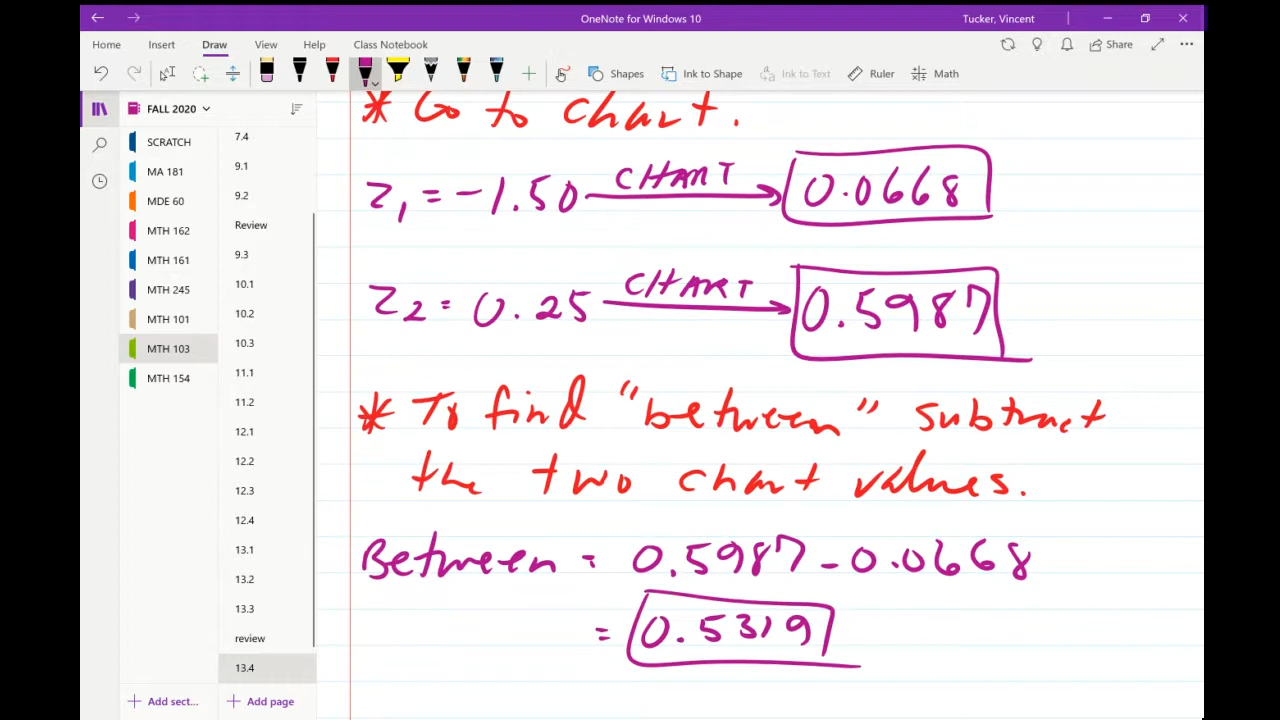 OneNote for Windows 10
Tucker, Vincent
Home Insert Draw View Help Class Notebook
Share
Shapes Ink to Shape Ink to Text Ruler Math
FALL 2020
SCRATCH
MA 181
MDE 60
MTH 162
MTH 161
MTH 245
MTH 101
MTH 103
MTH 154
7.4
9.1
9.2
Review
9.3
10.1
10.2
10.3
11.1
11.2
12.1
12.2
12.3
12.4
13.1
13.2
13.3
review
13.4
Add sect...
Add page
* Go to chart.
Z₁ = -1.50 CHART 0.0668
Z₂ = 0.25 CHART 0.5987
* To find "between" subtract
the two chart values.
Between = 0.5987 - 0.0668
= 0.5319